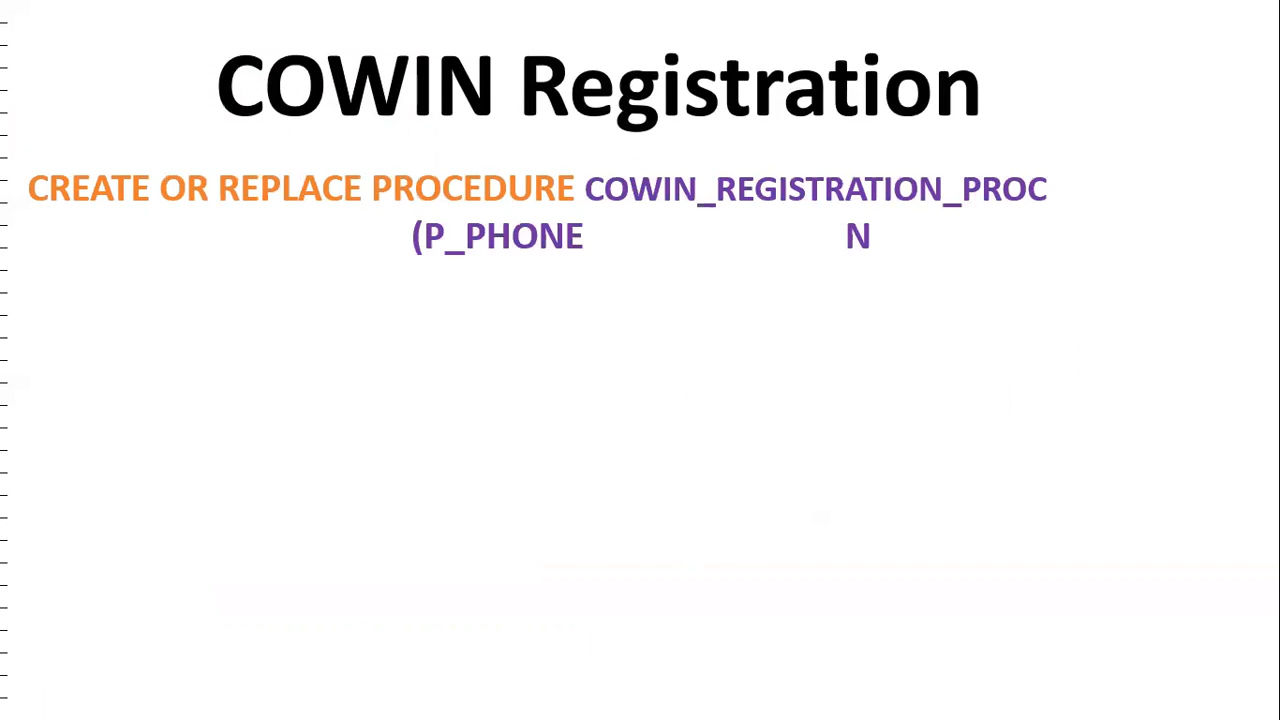 COWIN Registration
CREATE OR REPLACE PROCEDURE COWIN_REGISTRATION_PROC
(P_PHONE N